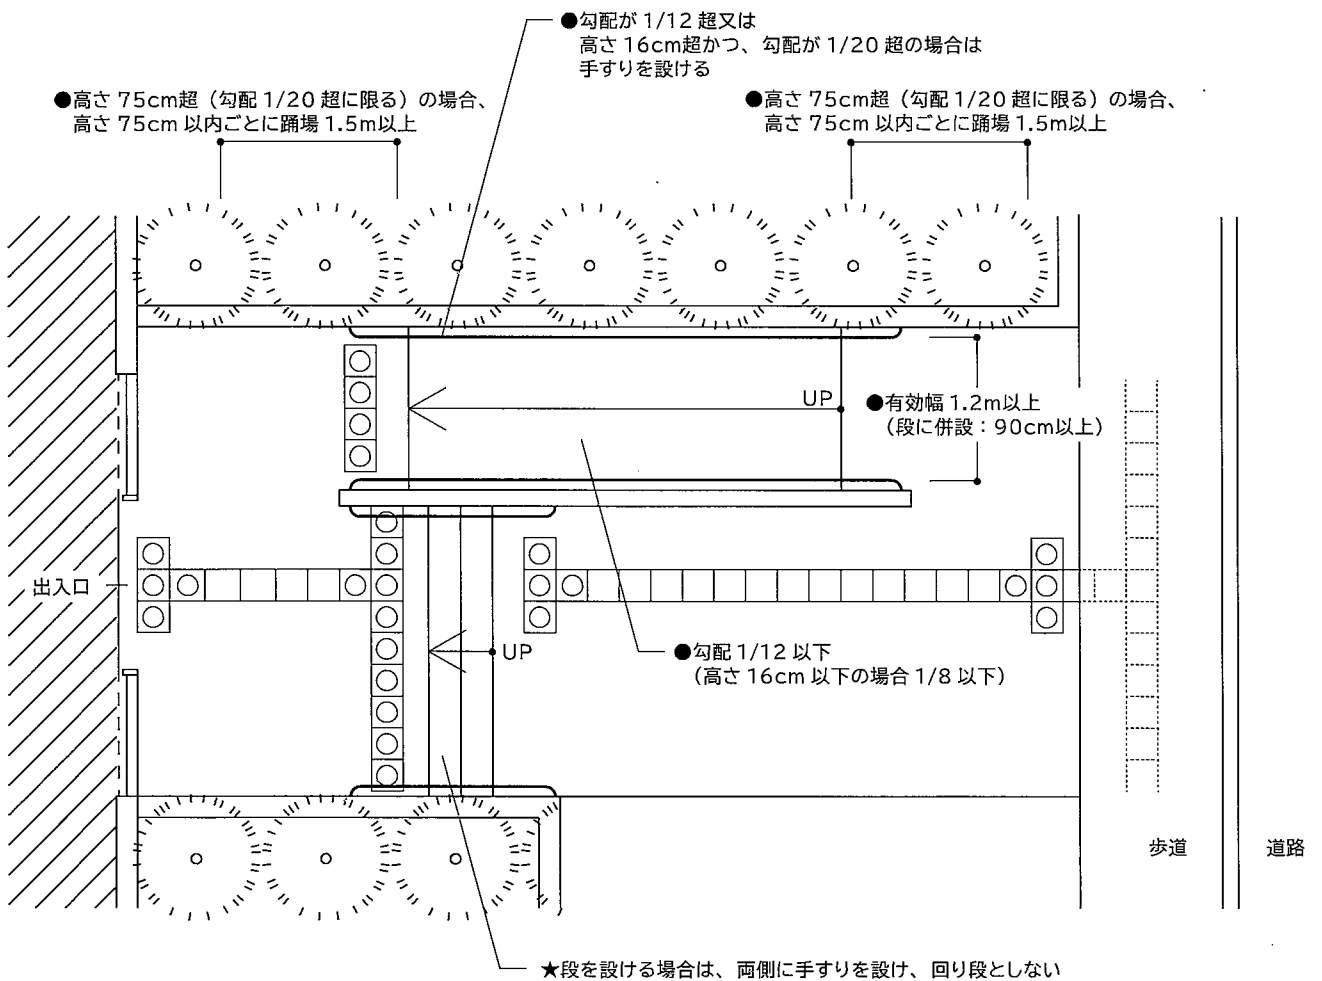 ●勾配が 1/12 超又は
高さ 16cm超かつ、勾配が 1/20 超の場合は
手すりを設ける
●高さ 75cm超（勾配 1/20 超に限る）の場合、
高さ 75cm 以内ごとに踊場 1.5m以上
●高さ 75cm超（勾配 1/20 超に限る）の場合、
高さ 75cm 以内ごとに踊場 1.5m以上
UP
●有効幅 1.2m以上
（段に併設：90cm以上）
出入口
UP
●勾配 1/12 以下
（高さ 16cm 以下の場合 1/8 以下）
歩道
道路
★段を設ける場合は、両側に手すりを設け、回り段としない